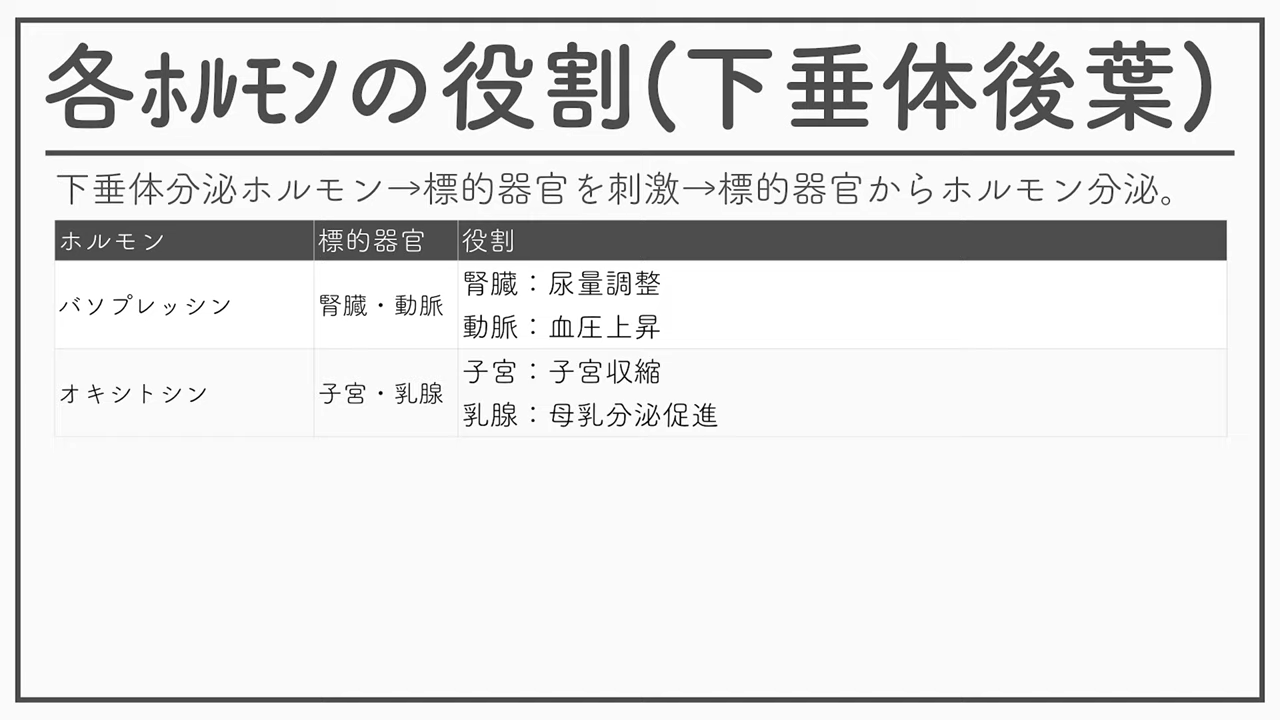 各ﾎﾙﾓﾝの役割(下垂体後葉)
下垂体分泌ホルモン→標的器官を刺激→標的器官からホルモン分泌。
ホルモン 標的器官 役割
バソプレッシン 腎臓・動脈 腎臓：尿量調整
動脈：血圧上昇
オキシトシン 子宮・乳腺 子宮：子宮収縮
乳腺：母乳分泌促進